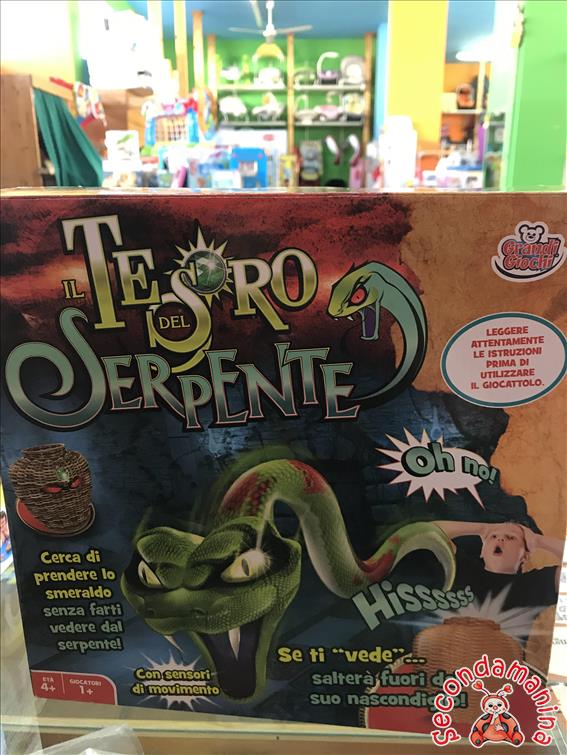 IL TESORO
DEL
SERPENTE
Grandi
Giochi
LEGGERE
ATTENTAMENTE
LE ISTRUZIONI
PRIMA DI
UTILIZZARE
IL GIOCATTOLO.
Oh no!
Hissssss
Cerca di
prendere lo
smeraldo
senza farti
vedere dal
serpente!
ETÀ
4+
GIOCATORI
1+
Con sensori
di movimento
Se ti "vede"...
salterà fuori
suo nascondiglio!
Secondamanina